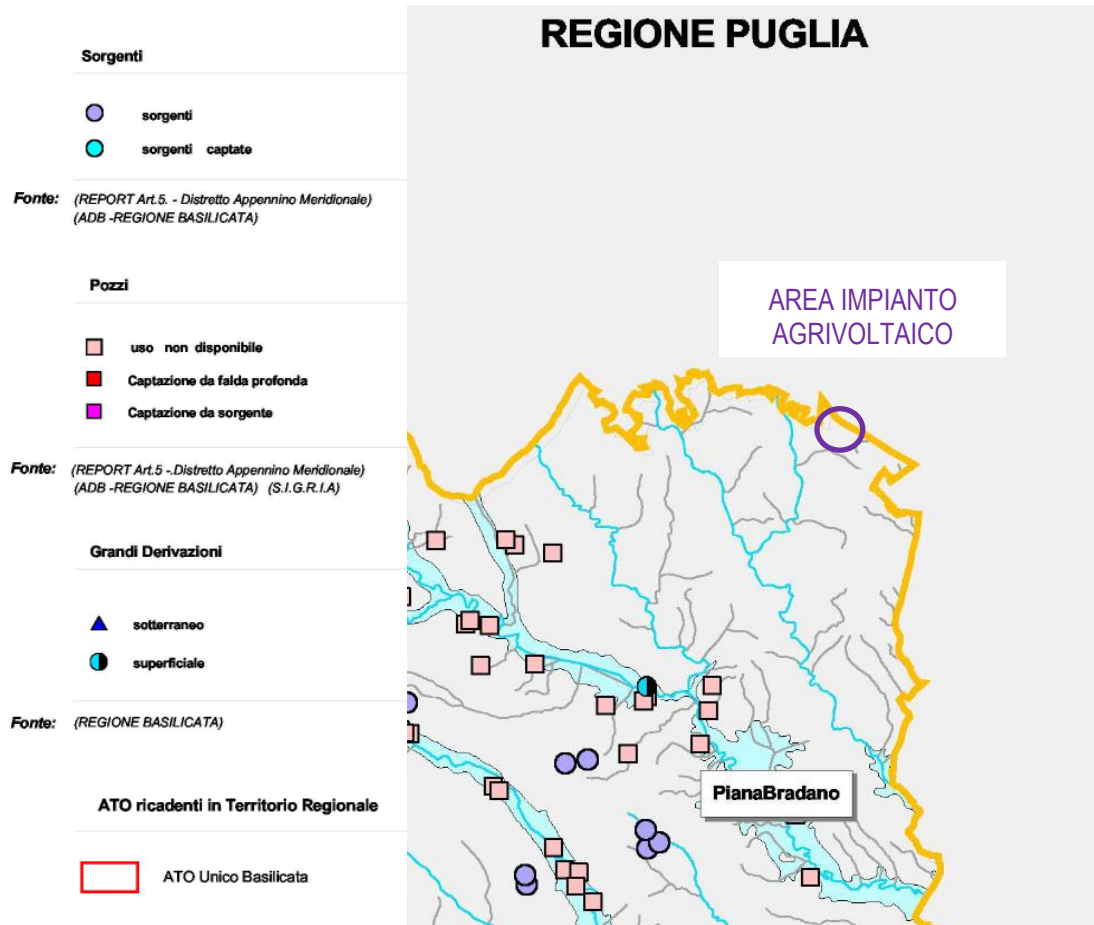 REGIONE PUGLIA
Sorgenti
sorgenti
sorgenti captate
Fonte: (REPORT Art.5. - Distretto Appennino Meridionale)
(ADB -REGIONE BASILICATA)
Pozzi
uso non disponibile
Captazione da falda profonda
Captazione da sorgente
Fonte: (REPORT Art.5 -.Distretto Appennino Meridionale)
(ADB -REGIONE BASILICATA) (S.I.G.R.I.A)
Grandi Derivazioni
sotterraneo
superficiale
Fonte: (REGIONE BASILICATA)
ATO ricadenti in Territorio Regionale
ATO Unico Basilicata
AREA IMPIANTO
AGRIVOLTAICO
PianaBradano